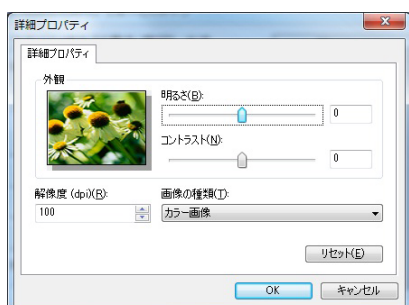 詳細プロパティ
詳細プロパティ
外観
明るさ(B):
0
コントラスト(N):
0
解像度 (dpi)(R):
100
画像の種類(T):
カラー画像
リセット(E)
OK
キャンセル